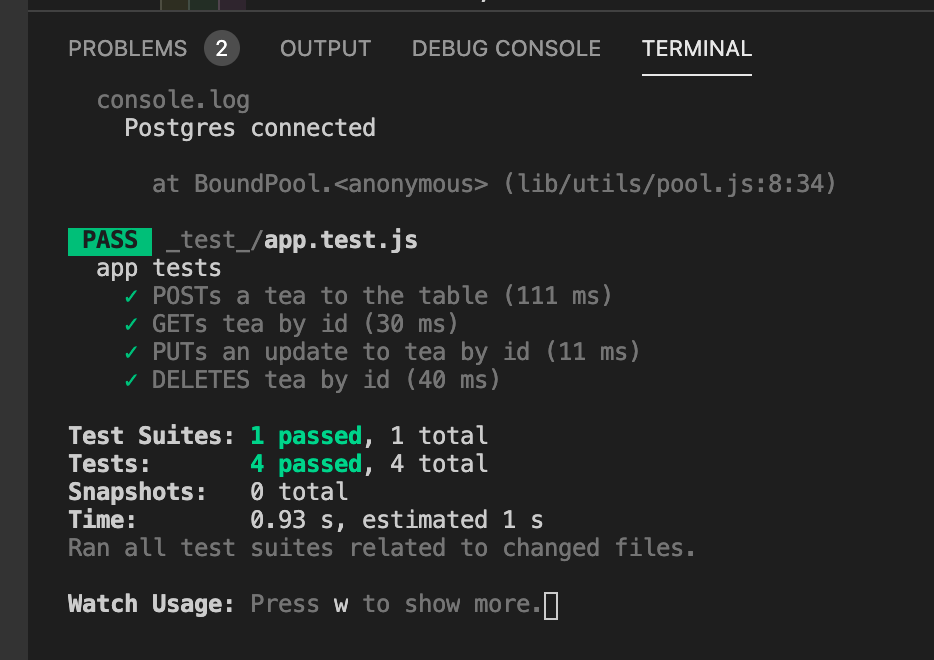 PROBLEMS 2 OUTPUT DEBUG CONSOLE TERMINAL
console.log
Postgres connected
at BoundPool.<anonymous> (lib/utils/pool.js:8:34)
PASS _test_/app.test.js
app tests
✓ POSTs a tea to the table (111 ms)
✓ GETs tea by id (30 ms)
✓ PUTs an update to tea by id (11 ms)
✓ DELETES tea by id (40 ms)
Test Suites: 1 passed, 1 total
Tests: 4 passed, 4 total
Snapshots: 0 total
Time: 0.93 s, estimated 1 s
Ran all test suites related to changed files.
Watch Usage: Press w to show more.